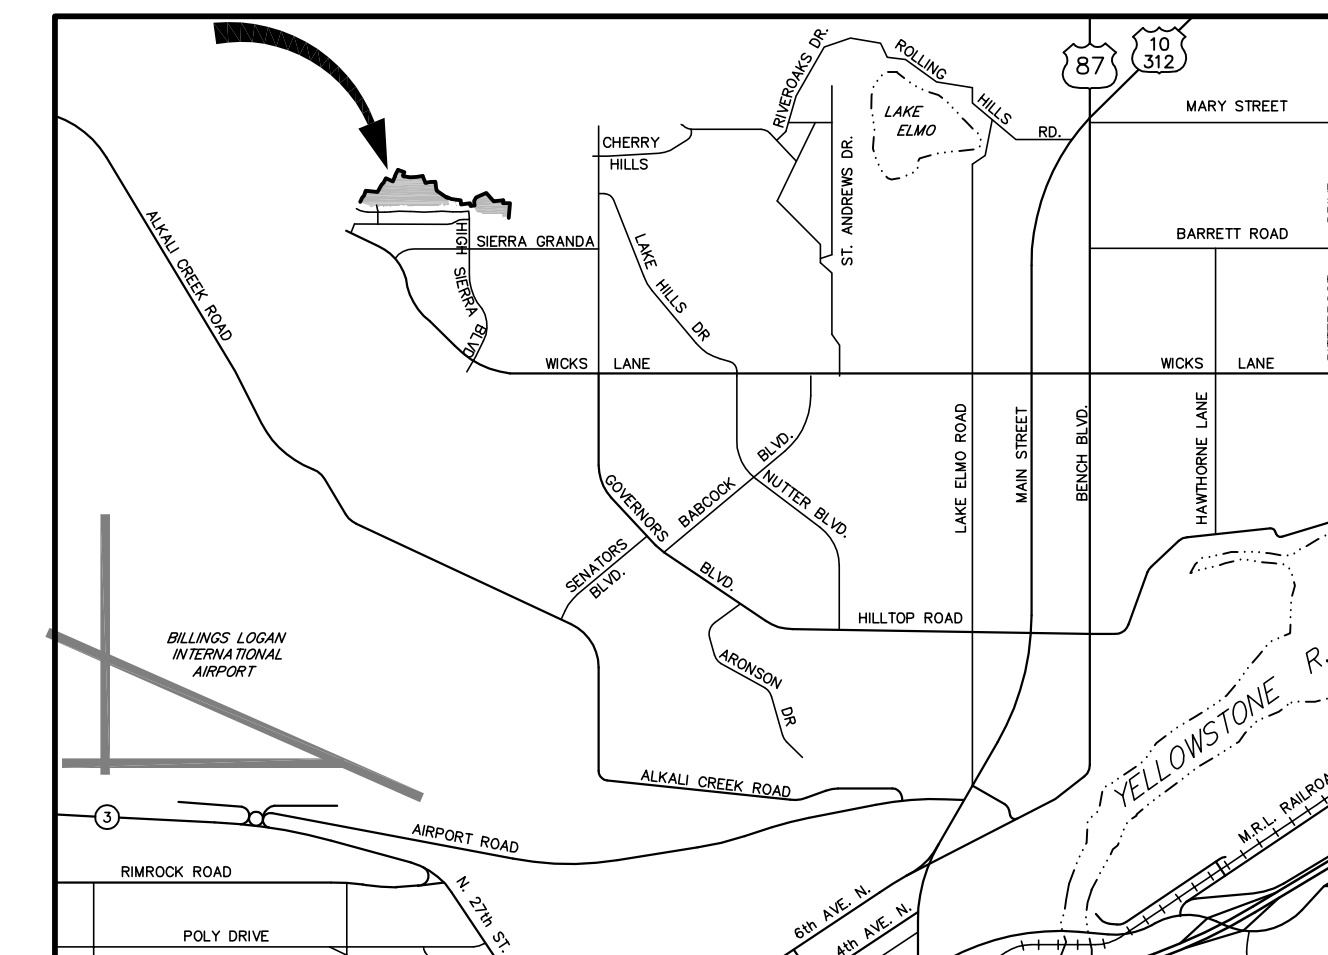 87
10
312
RIVEROAKS DR.
ROLLING
HILLS
RD.
MARY STREET
LAKE
ELMO
CHERRY
HILLS
ST. ANDREWS DR.
ALKALI CREEK ROAD
HIGH SIERRA BLVD
SIERRA GRANDA
LAKE HILLS DR
BARRETT ROAD
WICKS LANE
WICKS LANE
LAKE ELMO ROAD
MAIN STREET
BENCH BLVD.
HAWTHORNE LANE
GOVERNORS
BLVD.
BABCOCK
BLVD.
NUTTER BLVD.
SENATORS
BLVD.
HILLTOP ROAD
BILLINGS LOGAN
INTERNATIONAL
AIRPORT
ARONSON
DR
YELLOWSTONE R.
ALKALI CREEK ROAD
M.R.L. RAILROA
3
AIRPORT ROAD
RIMROCK ROAD
N. 27th ST.
6th AVE. N.
4th AVE. N.
POLY DRIVE